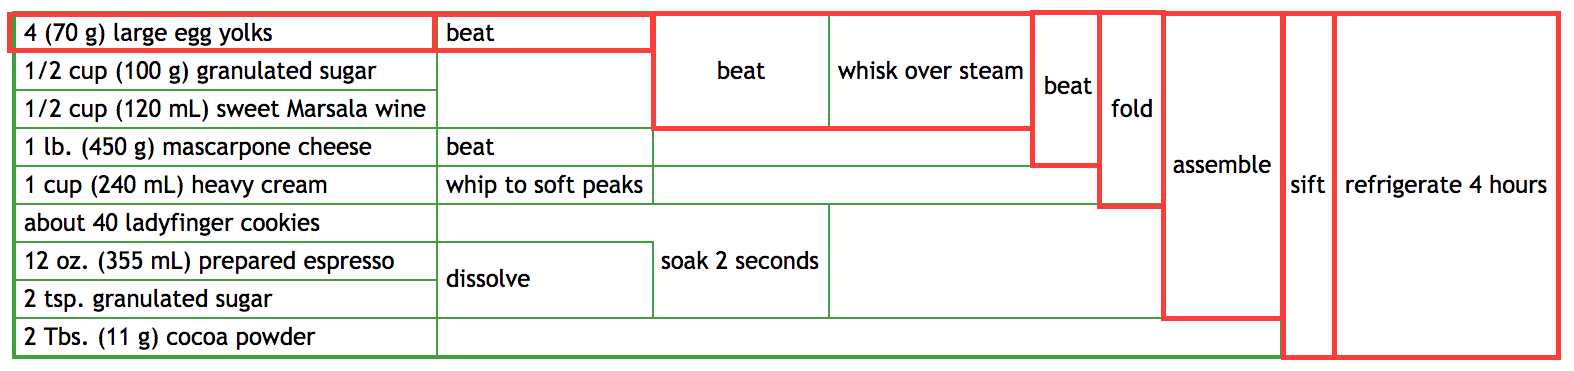 4 (70 g) large egg yolks
beat
1/2 cup (100 g) granulated sugar
beat
whisk over steam
1/2 cup (120 mL) sweet Marsala wine
beat
fold
1 lb. (450 g) mascarpone cheese
beat
assemble
1 cup (240 mL) heavy cream
whip to soft peaks
sift
refrigerate 4 hours
about 40 ladyfinger cookies
12 oz. (355 mL) prepared espresso
dissolve
soak 2 seconds
2 tsp. granulated sugar
2 Tbs. (11 g) cocoa powder